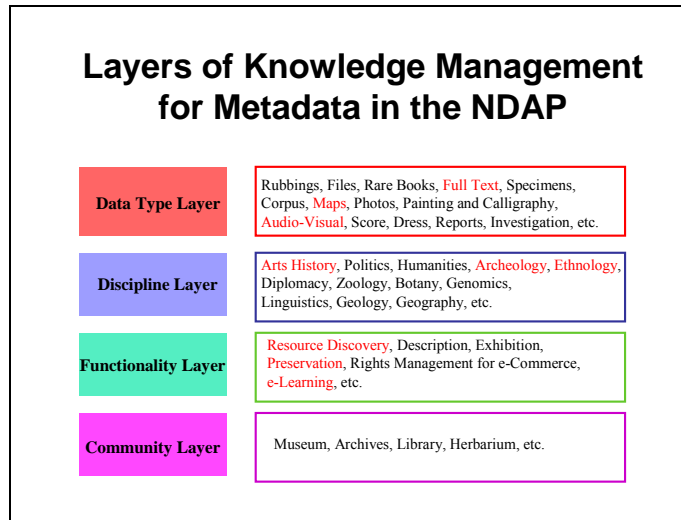 Layers of Knowledge Management
for Metadata in the NDAP
Data Type Layer
Rubbings, Files, Rare Books, Full Text, Specimens,
Corpus, Maps, Photos, Painting and Calligraphy,
Audio-Visual, Score, Dress, Reports, Investigation, etc.
Discipline Layer
Arts History, Politics, Humanities, Archeology, Ethnology,
Diplomacy, Zoology, Botany, Genomics,
Linguistics, Geology, Geography, etc.
Functionality Layer
Resource Discovery, Description, Exhibition,
Preservation, Rights Management for e-Commerce,
e-Learning, etc.
Community Layer
Museum, Archives, Library, Herbarium, etc.